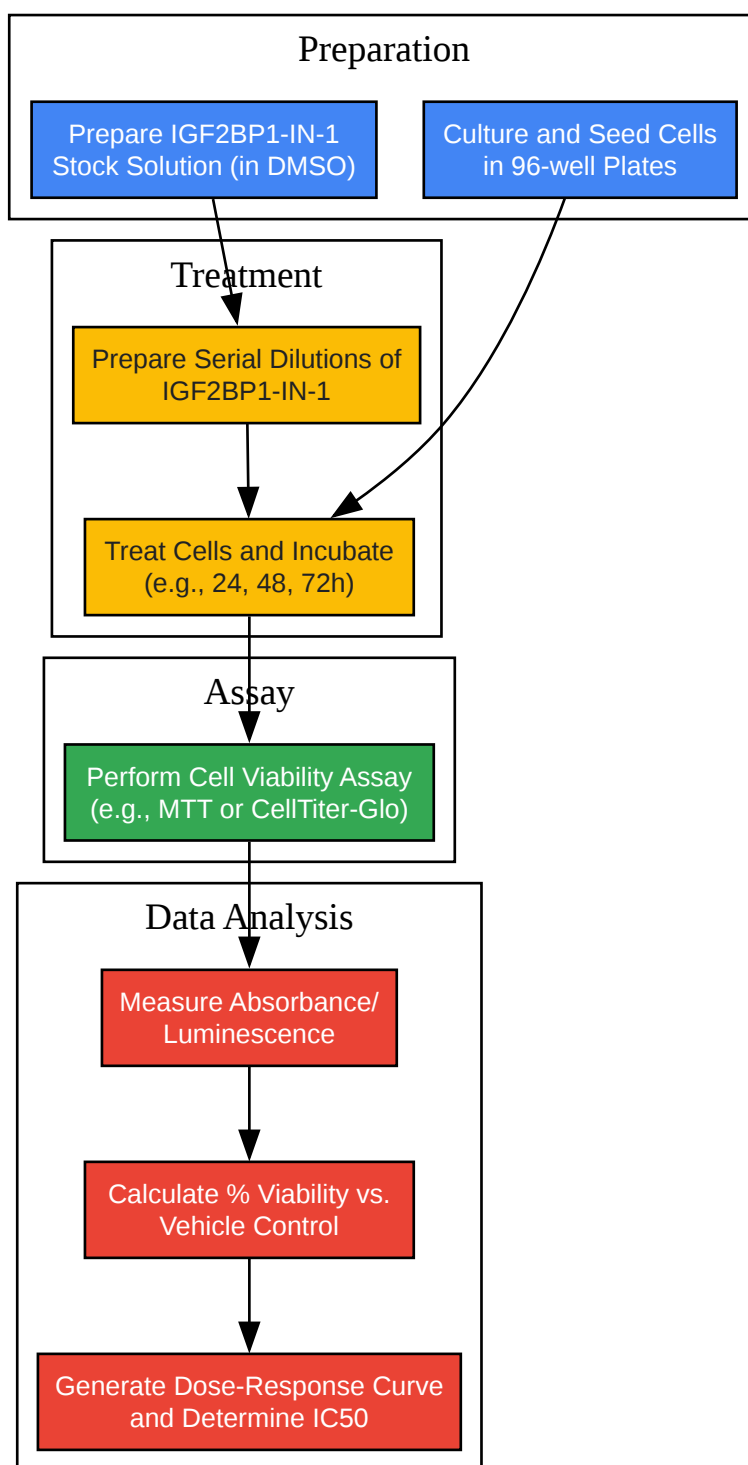 Preparation
Prepare IGF2BP1-IN-1
Stock Solution (in DMSO)
Culture and Seed Cells
in 96-well Plates
Treatment
Prepare Serial Dilutions of
IGF2BP1-IN-1
Treat Cells and Incubate
(e.g., 24, 48, 72h)
Assay
Perform Cell Viability Assay
(e.g., MTT or CellTiter-Glo)
Data Analysis
Measure Absorbance/
Luminescence
Calculate % Viability vs.
Vehicle Control
Generate Dose-Response Curve
and Determine IC50